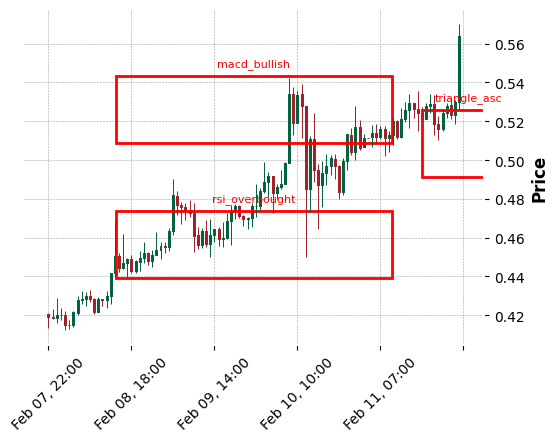 macd_bullish
triangle_asc
rsi_overbought
0.56
0.54
0.52
0.50
0.48
0.46
0.44
0.42
Price
Feb 07, 22:00
Feb 08, 18:00
Feb 09, 14:00
Feb 10, 10:00
Feb 11, 07:00